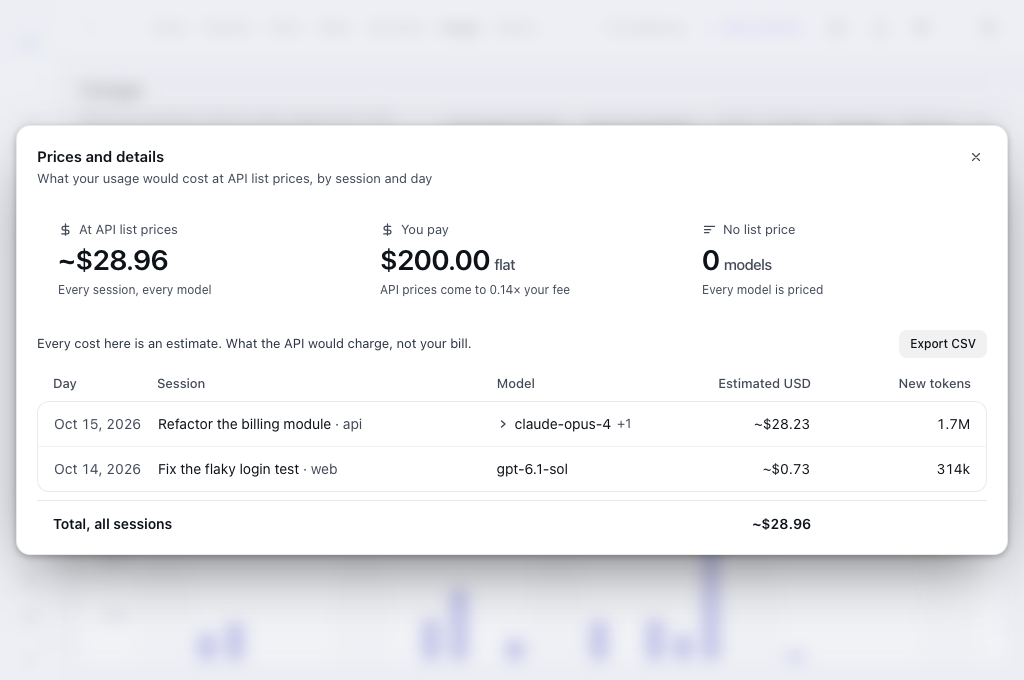 Prices and details
What your usage would cost at API list prices, by session and day
At API list prices
~$28.96
Every session, every model
You pay
$200.00 flat
API prices come to 0.14× your fee
No list price
0 models
Every model is priced
Every cost here is an estimate. What the API would charge, not your bill.
Export CSV
Day Session Model Estimated USD New tokens
Oct 15, 2026 Refactor the billing module · api claude-opus-4 +1 ~$28.23 1.7M
Oct 14, 2026 Fix the flaky login test · web gpt-6.1-sol ~$0.73 314k
Total, all sessions ~$28.96